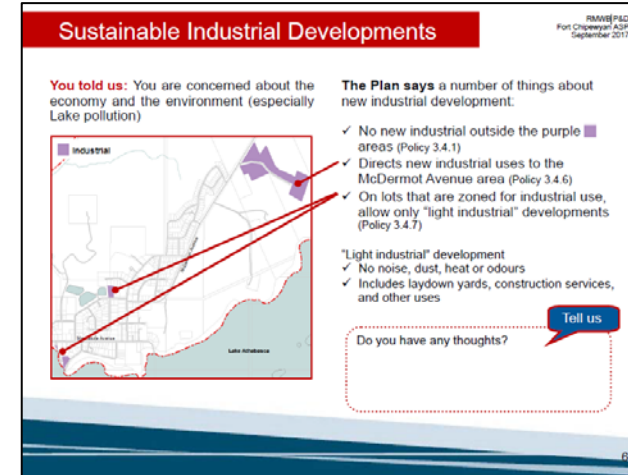 Sustainable Industrial Developments
RMWB|P&D
Fort Chipewyan ASP
September 2017
You told us: You are concerned about the
economy and the environment (especially
Lake pollution)
Industrial
Lake Athabasca
The Plan says a number of things about
new industrial development:
✓ No new industrial outside the purple
areas (Policy 3.4.1)
✓ Directs new industrial uses to the
McDermot Avenue area (Policy 3.4.6)
✓ On lots that are zoned for industrial use,
allow only "light industrial" developments
(Policy 3.4.7)
"Light industrial" development
✓ No noise, dust, heat or odours
✓ Includes laydown yards, construction services,
and other uses
Tell us
Do you have any thoughts?
6